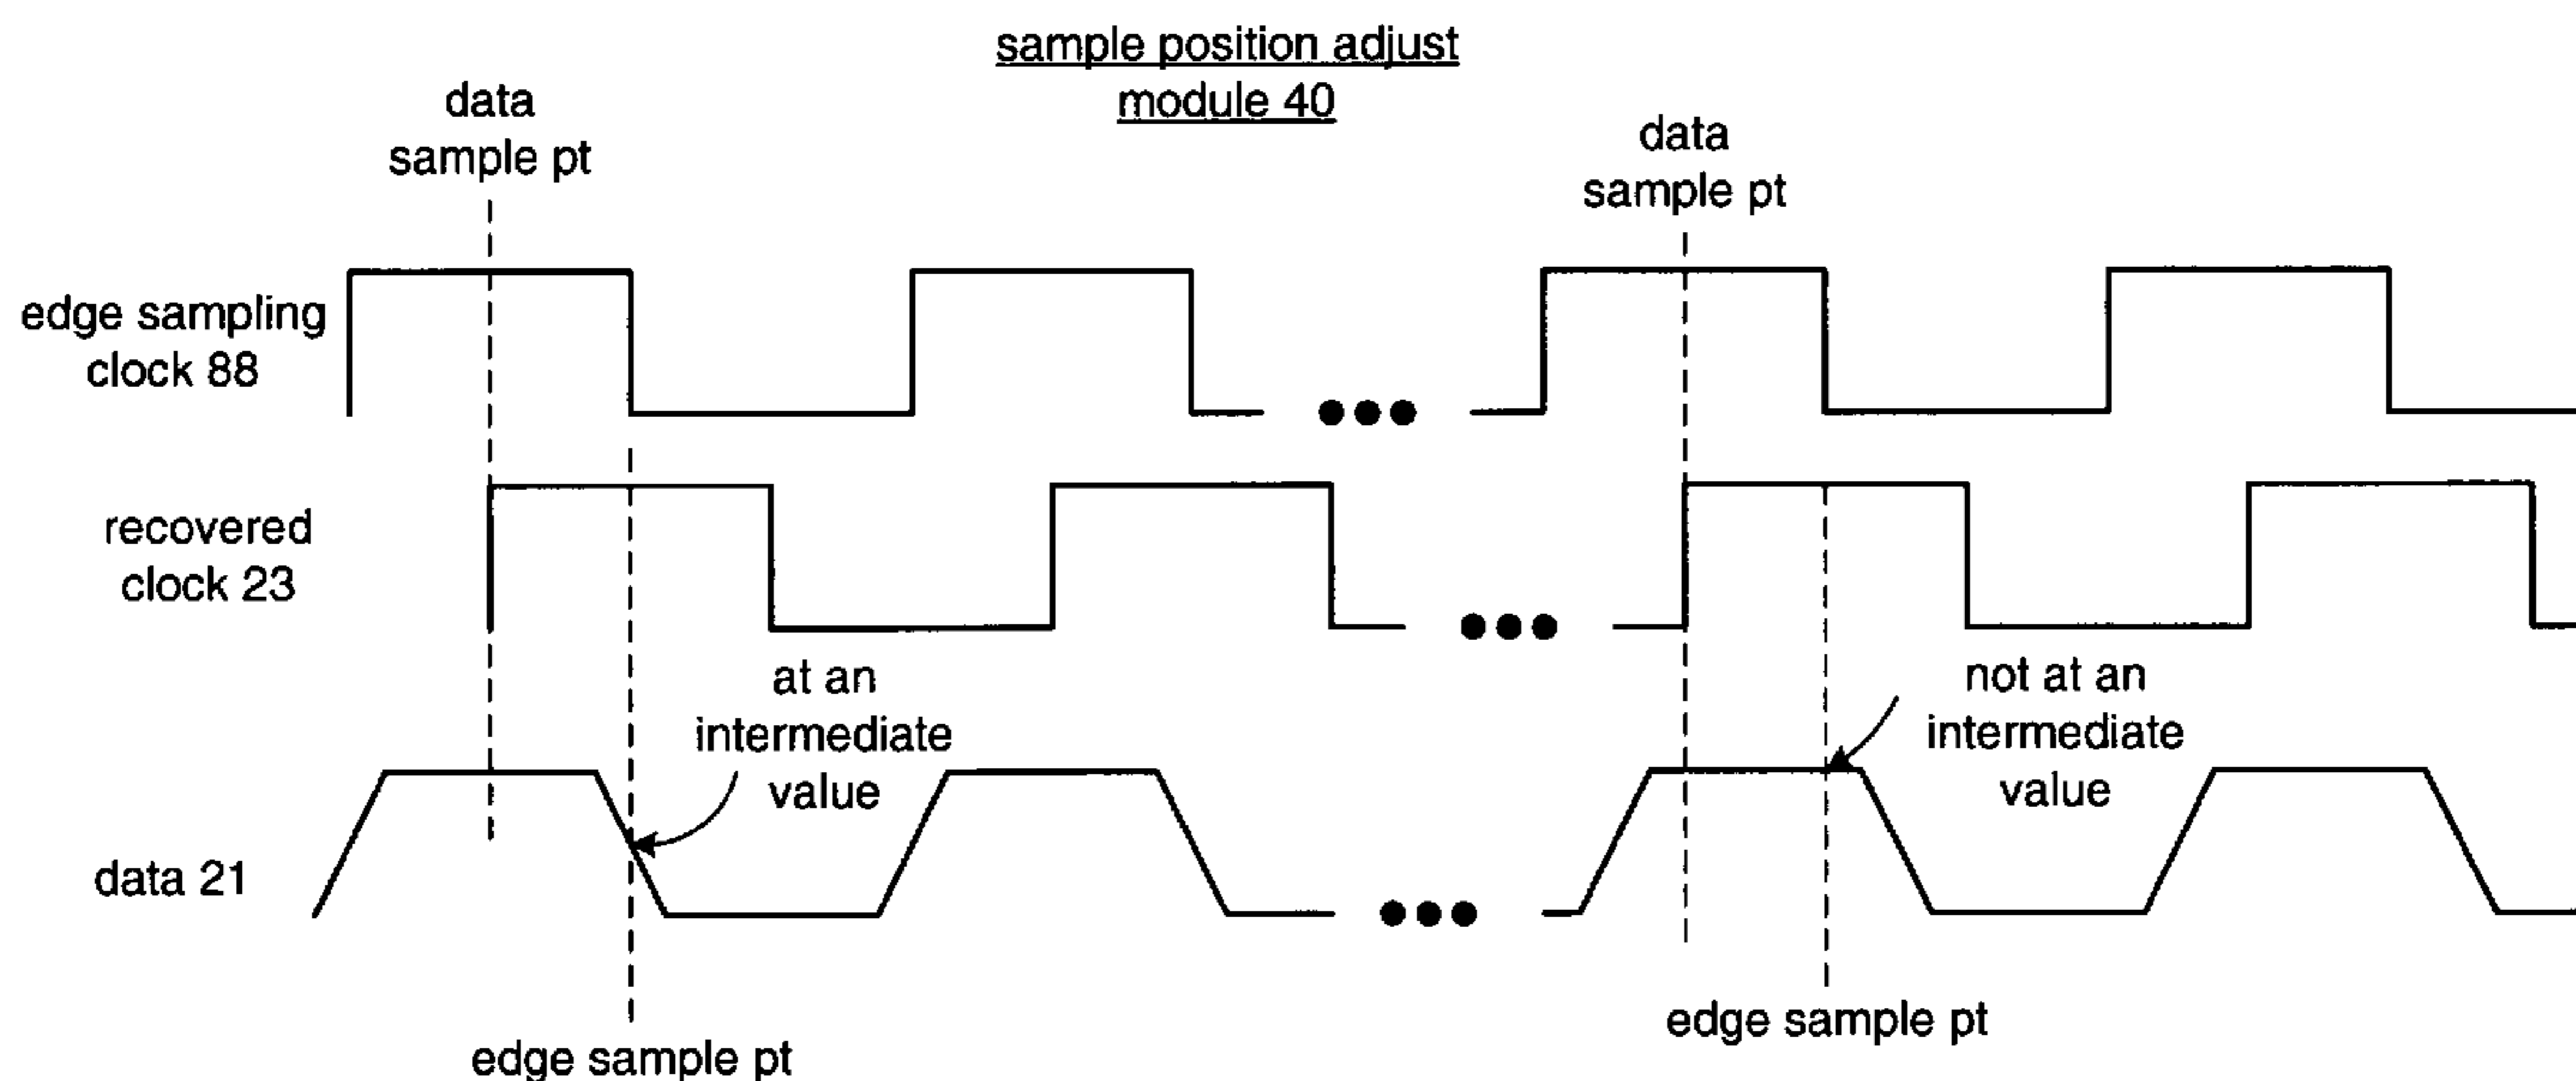 sample position adjust
module 40
data
sample pt
data
sample pt
edge sampling
clock 88
recovered
clock 23
at an
intermediate
value
not at an
intermediate
value
data 21
edge sample pt
edge sample pt